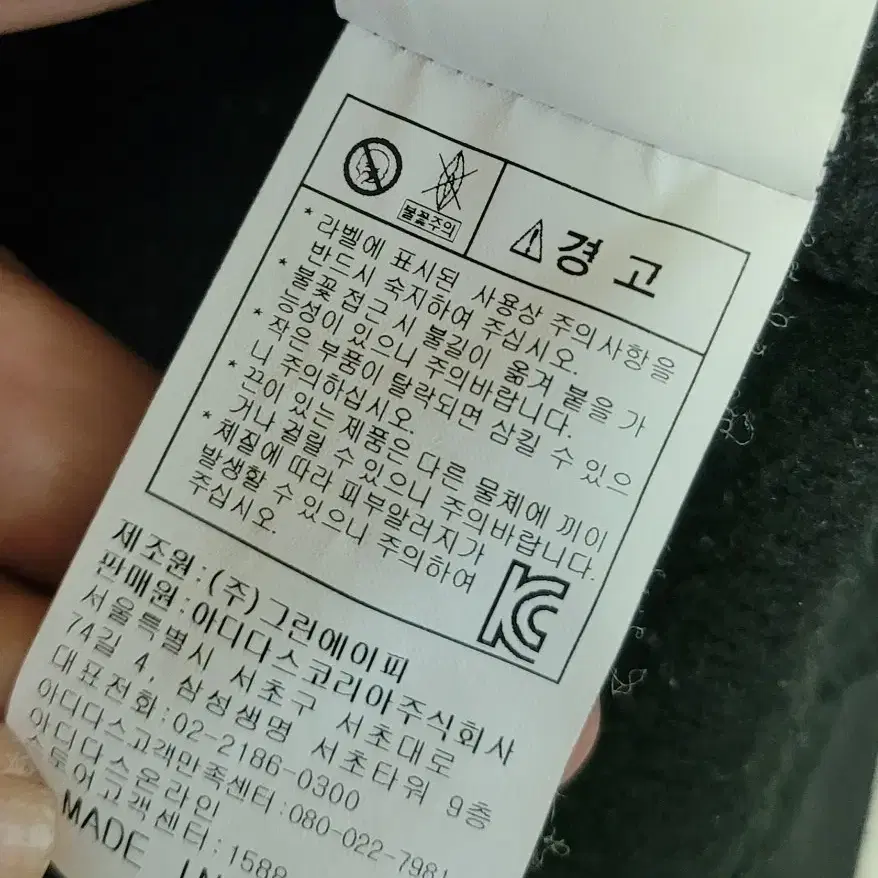 불꽃주의
경 고
* 라벨에 표시된 사용상 주의사항을
반드시 숙지하여 주십시오.
* 불꽃 접근 시 불길이 옮겨 붙을 가
능성이 있으니 주의바랍니다.
* 작은 부품이 탈락되면 삼킬 수 있으
니 주의하십시오.
* 끈이 있는 제품은 다른 물체에 끼이
거나 걸릴 수 있으니 주의바랍니다.
* 체질에 따라 피부알러지가
발생할 수 있으니 주의하여
주십시오.
KC
제조원 : (주)그린에이피
판매원 : 아디다스코리아주식회사
서울특별시 서초구 서초대로
74길 4, 삼성생명 서초타워 9층
대표전화 : 02-2186-0300
아디다스고객만족센터 : 080-022-7981
아디다스온라인
스토어고객센터 : 1588
MADE IN